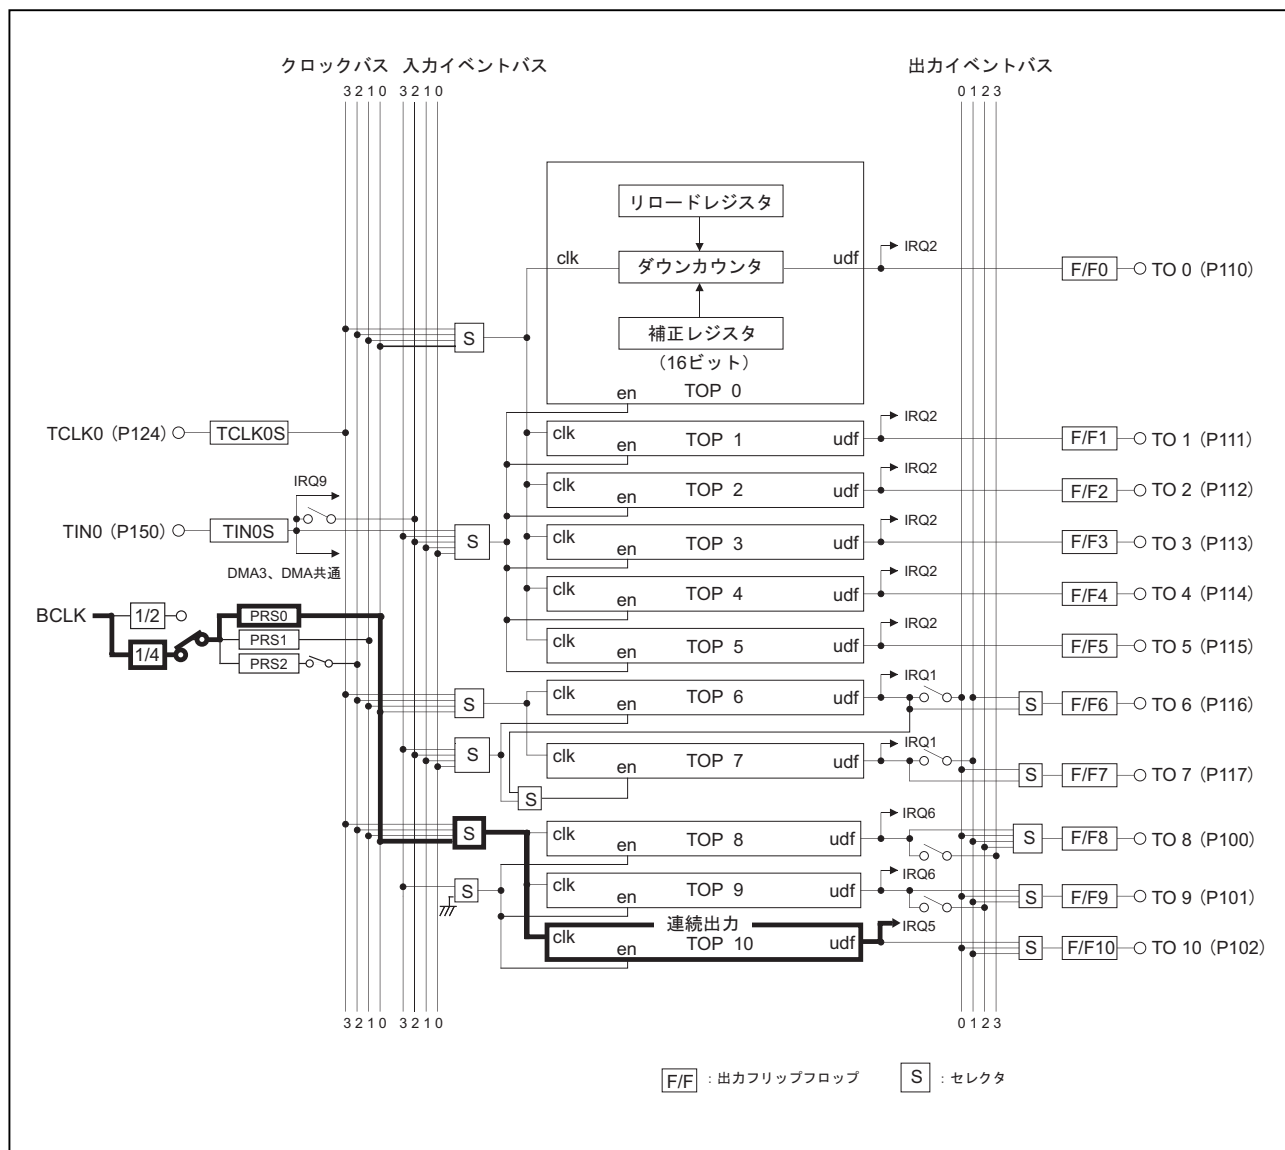 クロックバス 入力イベントバス 出力イベントバス
3 2 1 0 3 2 1 0 0 1 2 3
リロードレジスタ
clk ダウンカウンタ udf IRQ2 F/F0 TO 0 (P110)
S 補正レジスタ
(16ビット)
en TOP 0
TCLK0 (P124) TCLK0S
clk TOP 1 udf IRQ2 F/F1 TO 1 (P111)
en
IRQ9
clk TOP 2 udf IRQ2 F/F2 TO 2 (P112)
en
TIN0 (P150) TIN0S S
clk TOP 3 udf IRQ2 F/F3 TO 3 (P113)
en
DMA3、DMA共通
clk TOP 4 udf IRQ2 F/F4 TO 4 (P114)
en
BCLK 1/2 PRS0
1/4 PRS1
PRS2
clk TOP 5 udf IRQ2 F/F5 TO 5 (P115)
en
S clk TOP 6 udf IRQ1 S F/F6 TO 6 (P116)
en
S clk TOP 7 udf IRQ1 S F/F7 TO 7 (P117)
en
S
S clk TOP 8 udf IRQ6 S F/F8 TO 8 (P100)
en
S clk TOP 9 udf IRQ6 S F/F9 TO 9 (P101)
en
連続出力
clk TOP 10 udf IRQ5 S F/F10 TO 10 (P102)
en
3 2 1 0 3 2 1 0 0 1 2 3
F/F : 出力フリップフロップ S : セレクタ